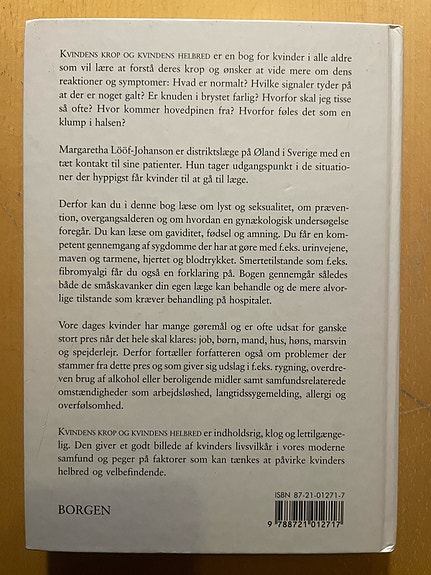 KVINDENS KROP OG KVINDENS HELBRED er en bog for kvinder i alle aldre
som vil lære at forstå deres krop og ønsker at vide mere om dens
reaktioner og symptomer: Hvad er normalt? Hvilke signaler tyder på
at der er noget galt? Er knuden i brystet farlig? Hvorfor skal jeg tisse
så ofte? Hvor kommer hovedpinen fra? Hvorfor føles det som en
klump i halsen?
Margaretha Lööf-Johanson er distriktslæge på Øland i Sverige med en
tæt kontakt til sine patienter. Hun tager udgangspunkt i de situatio-
ner der hyppigst får kvinder til at gå til læge.
Derfor kan du i denne bog læse om lyst og seksualitet, om præven-
tion, overgangsalderen og om hvordan en gynækologisk undersøgelse
foregår. Du kan læse om gaviditet, fødsel og amning. Du får en kom-
petent gennemgang af sygdomme der har at gøre med f.eks. urinvejene,
maven og tarmene, hjertet og blodtrykket. Smertetilstande som f.eks.
fibromyalgi får du også en forklaring på. Bogen gennemgår således
både de småskavanker din egen læge kan behandle og de mere alvor-
lige tilstande som kræver behandling på hospitalet.
Vore dages kvinder har mange gøremål og er ofte udsat for ganske
stort pres når det hele skal klares: job, børn, mand, hus, høns, marsvin
og spejderlejr. Derfor fortæller forfatteren også om problemer der
stammer fra dette pres og som giver sig udslag i f.eks. rygning, overdre-
ven brug af alkohol eller beroligende midler samt samfundsrelaterede
omstændigheder som arbejdsløshed, langtidssygemelding, allergi og
overfølsomhed.
KVINDENS KROP OG KVINDENS HELBRED er indholdsrig, klog og lettilgænge-
lig. Den giver et godt billede af kvinders livsvilkår i vores moderne
samfund og peger på faktorer som kan tænkes at påvirke kvinders
helbred og velbefindende.
ISBN 87-21-01271-7
BORGEN
9 788721 012717